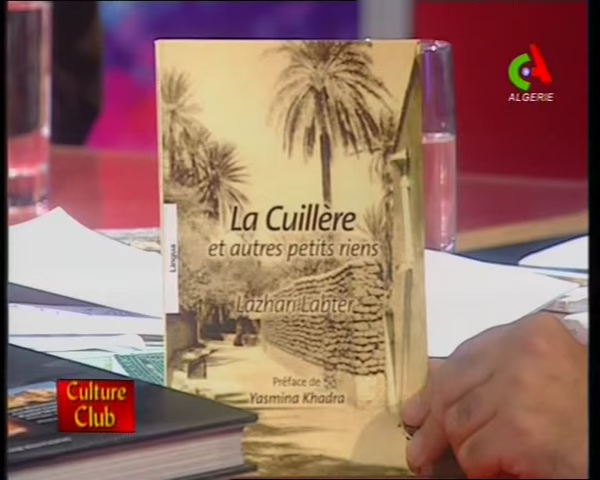 ALGERIE
La Cuillère
et autres petits riens
Lazhari Labter
Préface de
Yasmina Khadra
Lingua
Culture
Club